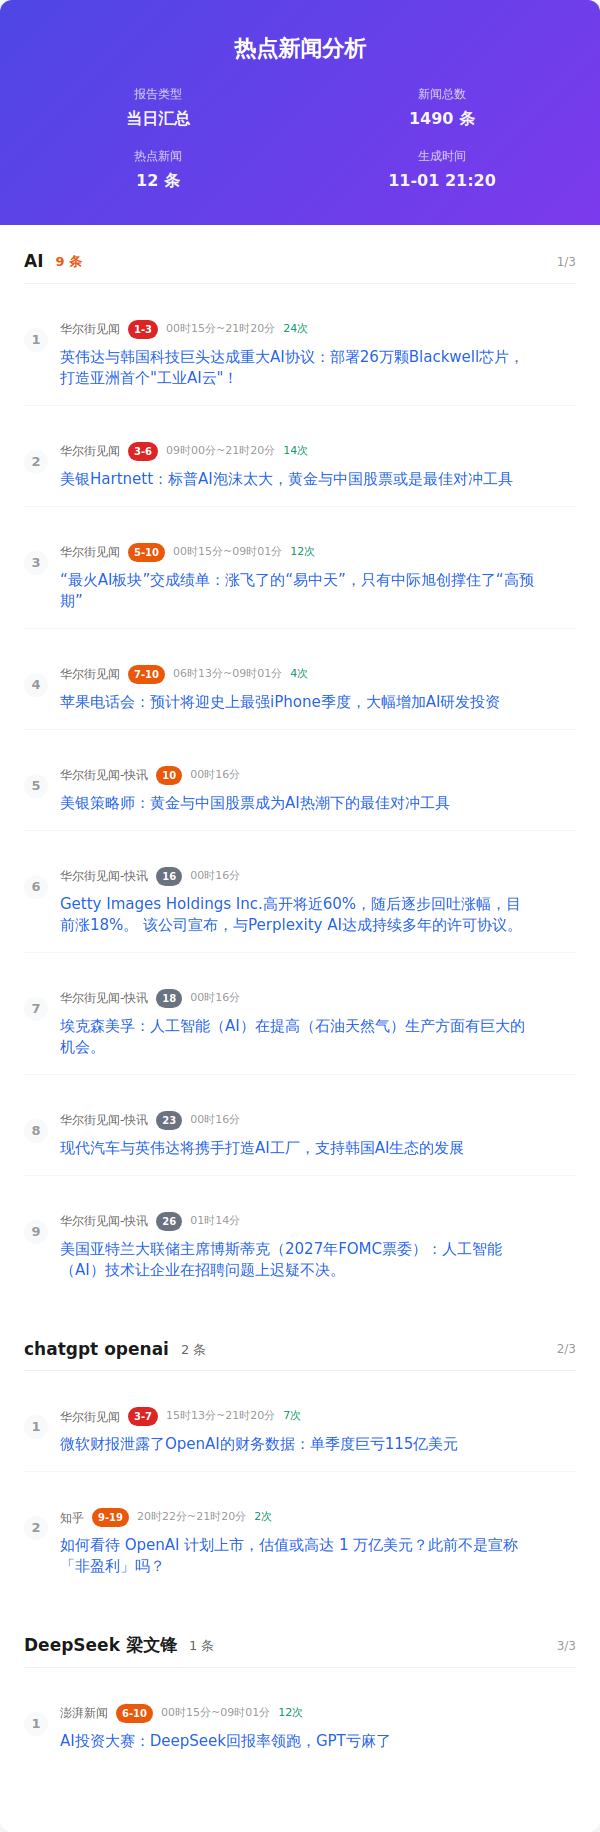 热点新闻分析
报告类型
新闻总数
当日汇总
1490 条
热点新闻
生成时间
12 条
11-01 21:20
AI 9 条 1/3
1 华尔街见闻 1-3 00时15分~21时20分 24次
英伟达与韩国科技巨头达成重大AI协议：部署26万颗Blackwell芯片，
打造亚洲首个"工业AI云"！
2 华尔街见闻 3-6 09时00分~21时20分 14次
美银Hartnett：标普AI泡沫太大，黄金与中国股票或是最佳对冲工具
3 华尔街见闻 5-10 00时15分~09时01分 12次
“最火AI板块”交成绩单：涨飞了的“易中天”，只有中际旭创撑住了“高预
期”
4 华尔街见闻 7-10 06时13分~09时01分 4次
苹果电话会：预计将迎史上最强iPhone季度，大幅增加AI研发投资
5 华尔街见闻-快讯 10 00时16分
美银策略师：黄金与中国股票成为AI热潮下的最佳对冲工具
6 华尔街见闻-快讯 16 00时16分
Getty Images Holdings Inc.高开将近60%，随后逐步回吐涨幅，目
前涨18%。 该公司宣布，与Perplexity AI达成持续多年的许可协议。
7 华尔街见闻-快讯 18 00时16分
埃克森美孚：人工智能（AI）在提高（石油天然气）生产方面有巨大的
机会。
8 华尔街见闻-快讯 23 00时16分
现代汽车与英伟达将携手打造AI工厂，支持韩国AI生态的发展
9 华尔街见闻-快讯 26 01时14分
美国亚特兰大联储主席博斯蒂克（2027年FOMC票委）：人工智能
（AI）技术让企业在招聘问题上迟疑不决。
chatgpt openai 2 条 2/3
1 华尔街见闻 3-7 15时13分~21时20分 7次
微软财报泄露了OpenAI的财务数据：单季度巨亏115亿美元
2 知乎 9-19 20时22分~21时20分 2次
如何看待 OpenAI 计划上市，估值或高达 1 万亿美元？此前不是宣称
「非盈利」吗？
DeepSeek 梁文锋 1 条 3/3
1 澎湃新闻 6-10 00时15分~09时01分 12次
AI投资大赛：DeepSeek回报率领跑，GPT亏麻了